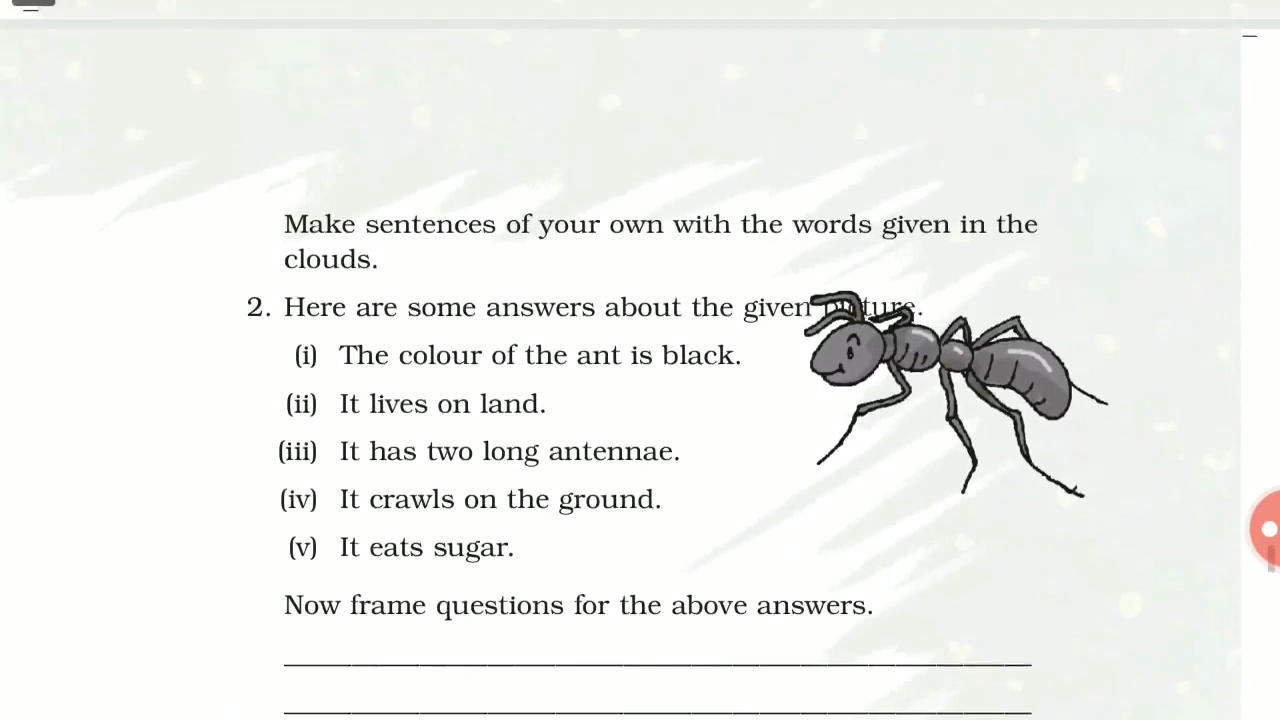 Make sentences of your own with the words given in the
clouds.
2. Here are some answers about the given picture.
(i) The colour of the ant is black.
(ii) It lives on land.
(iii) It has two long antennae.
(iv) It crawls on the ground.
(v) It eats sugar.
Now frame questions for the above answers.